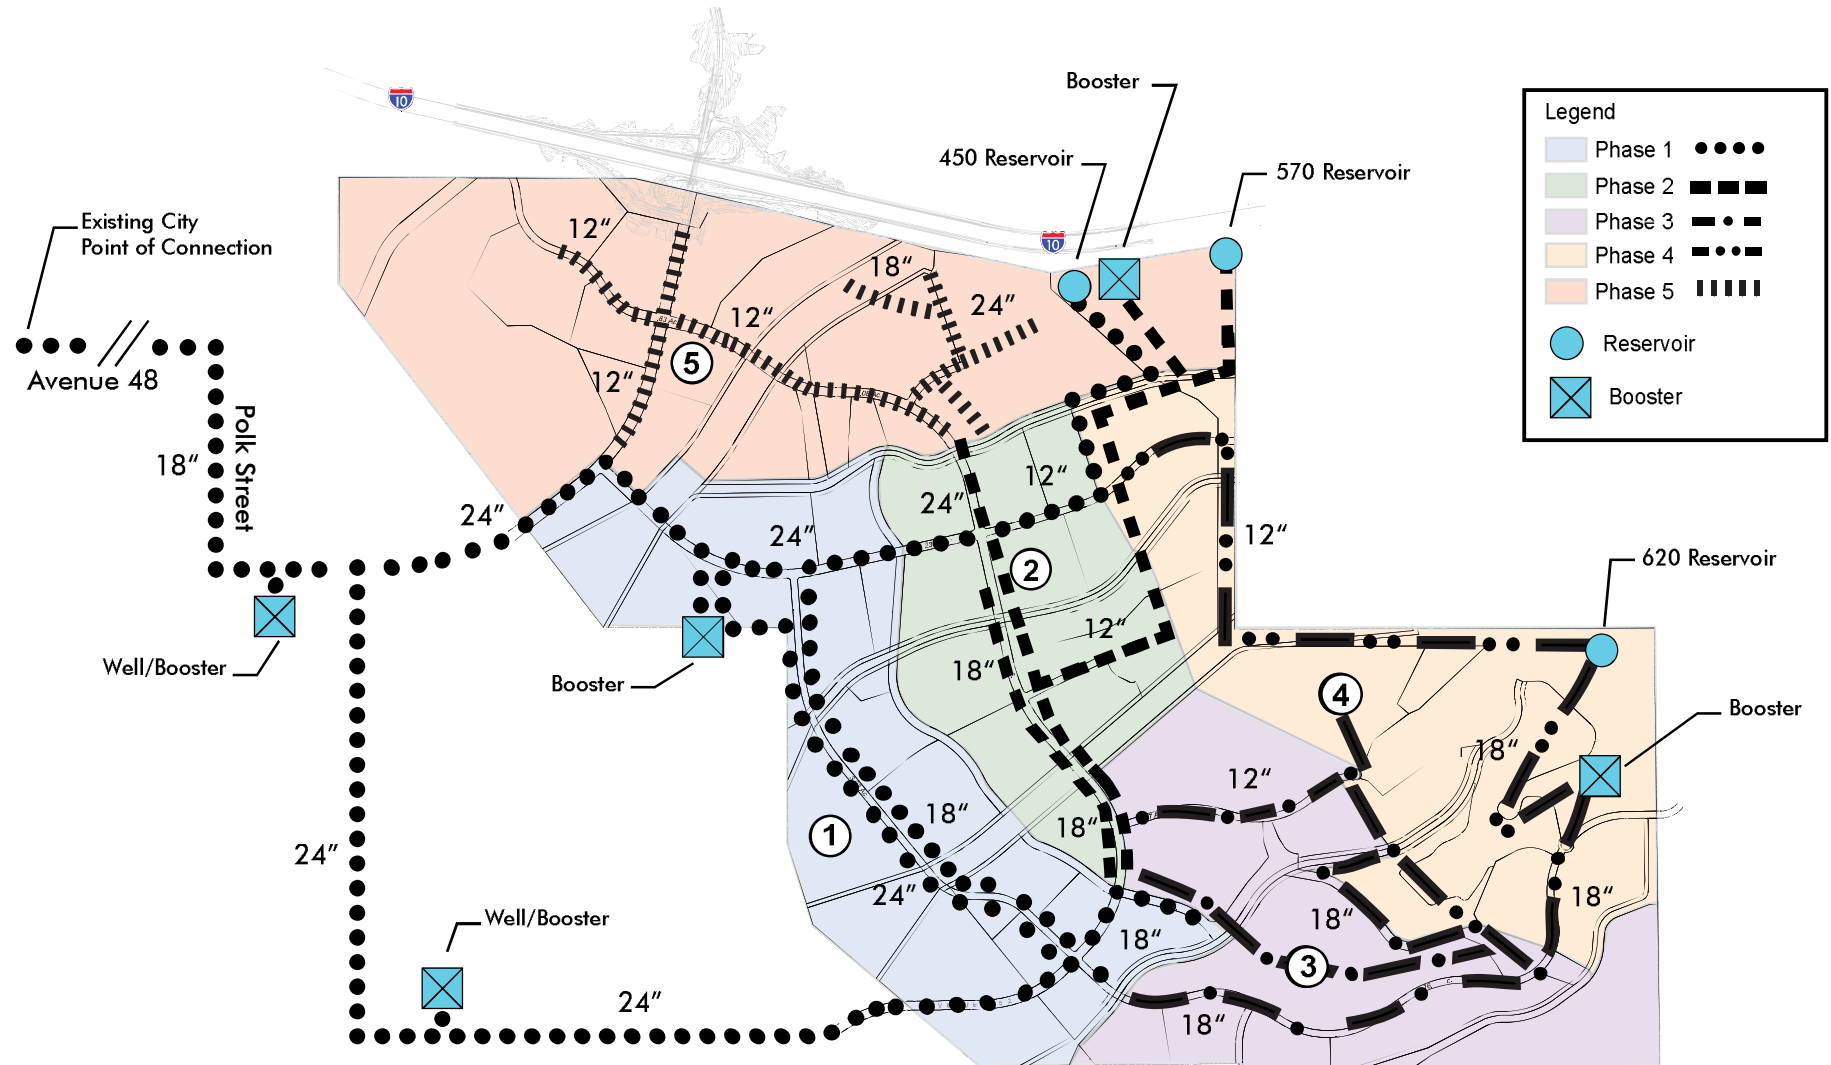 Booster
10
450 Reservoir
570 Reservoir
10
Legend
Phase 1
Phase 2
Phase 3
Phase 4
Phase 5
Reservoir
Booster
Existing City
Point of Connection
12“
18“
24”
12“
12“
5
Avenue 48
Polk Street
18“
24”
24”
24”
12“
12“
2
12“
18“
620 Reservoir
Well/Booster
Booster
4
18“
Booster
12“
18“
18“
1
24”
24”
18“
18“
18“
Well/Booster
18“
3
24”
18“